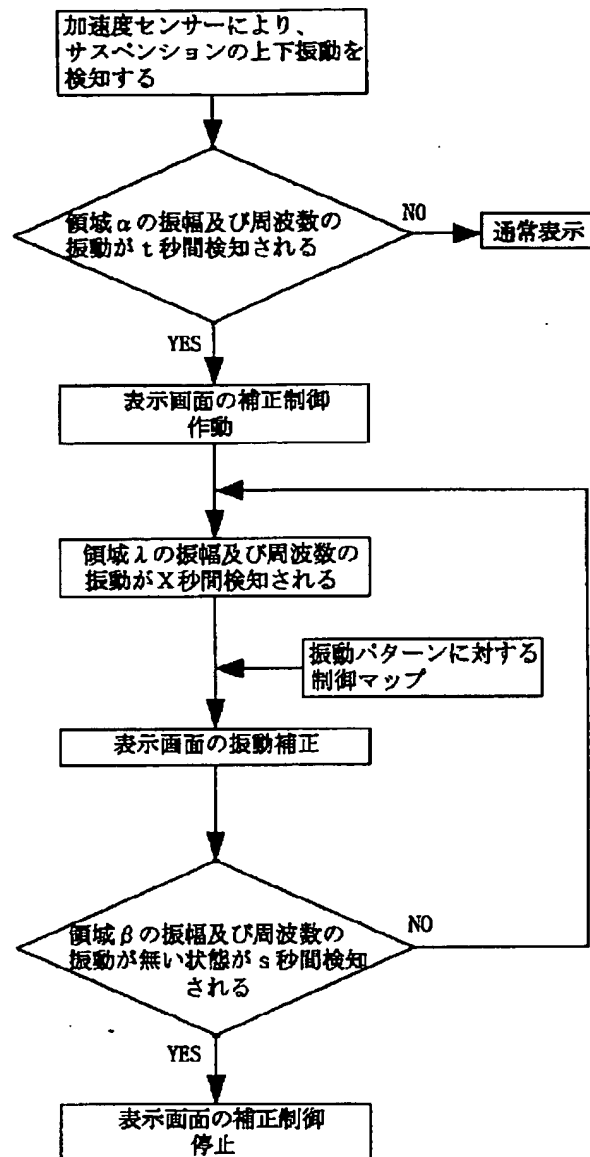 加速度センサーにより、
サスペンションの上下振動を
検知する
領域αの振幅及び周波数の
振動がt秒間検知される
NO
通常表示
YES
表示画面の補正制御
作動
領域λの振幅及び周波数の
振動がX秒間検知される
振動パターンに対する
制御マップ
表示画面の振動補正
領域βの振幅及び周波数の
振動が無い状態がs秒間検知
される
NO
YES
表示画面の補正制御
停止